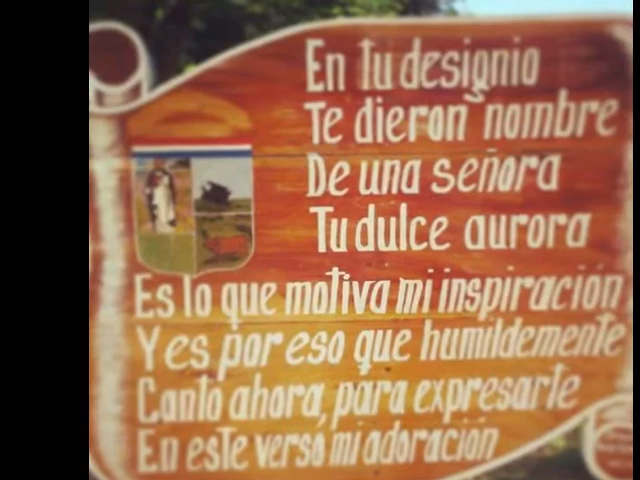 En tu designio
Te dieron nombre
De una señora
Tu dulce aurora
Es lo que motiva mi inspiración
Y es por eso que humildemente
Canto ahora, para expresarte
En este verso mi adoración